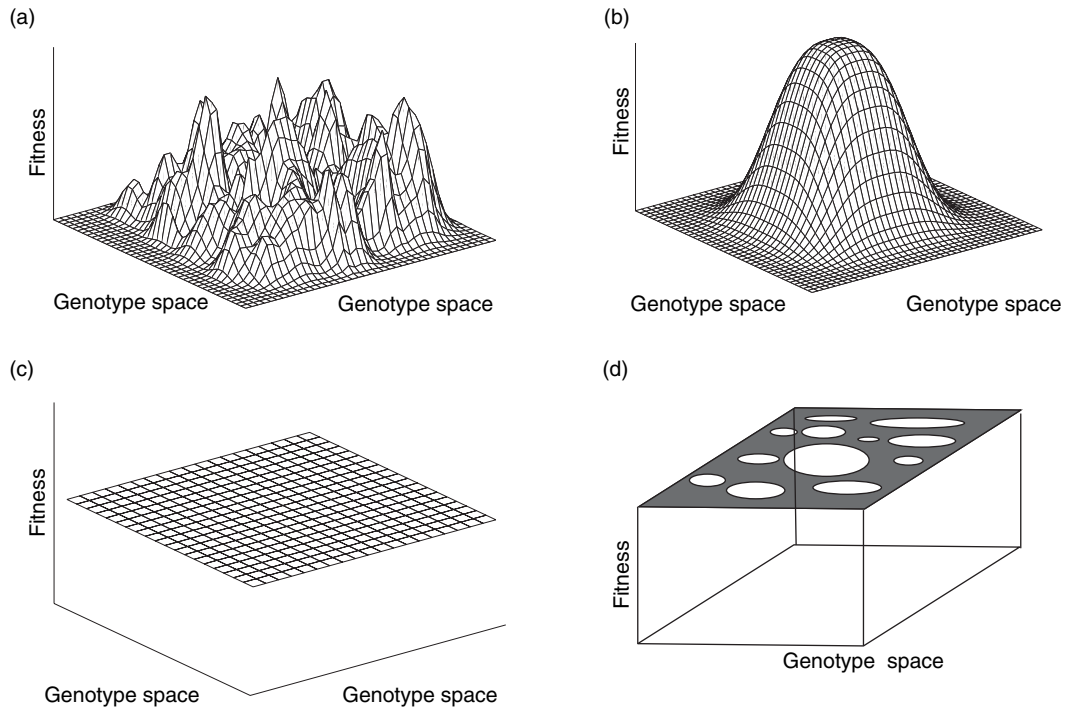 (a)
Fitness
Genotype space
Genotype space
(b)
Fitness
Genotype space
Genotype space
(c)
Fitness
Genotype space
Genotype space
(d)
Fitness
Genotype space